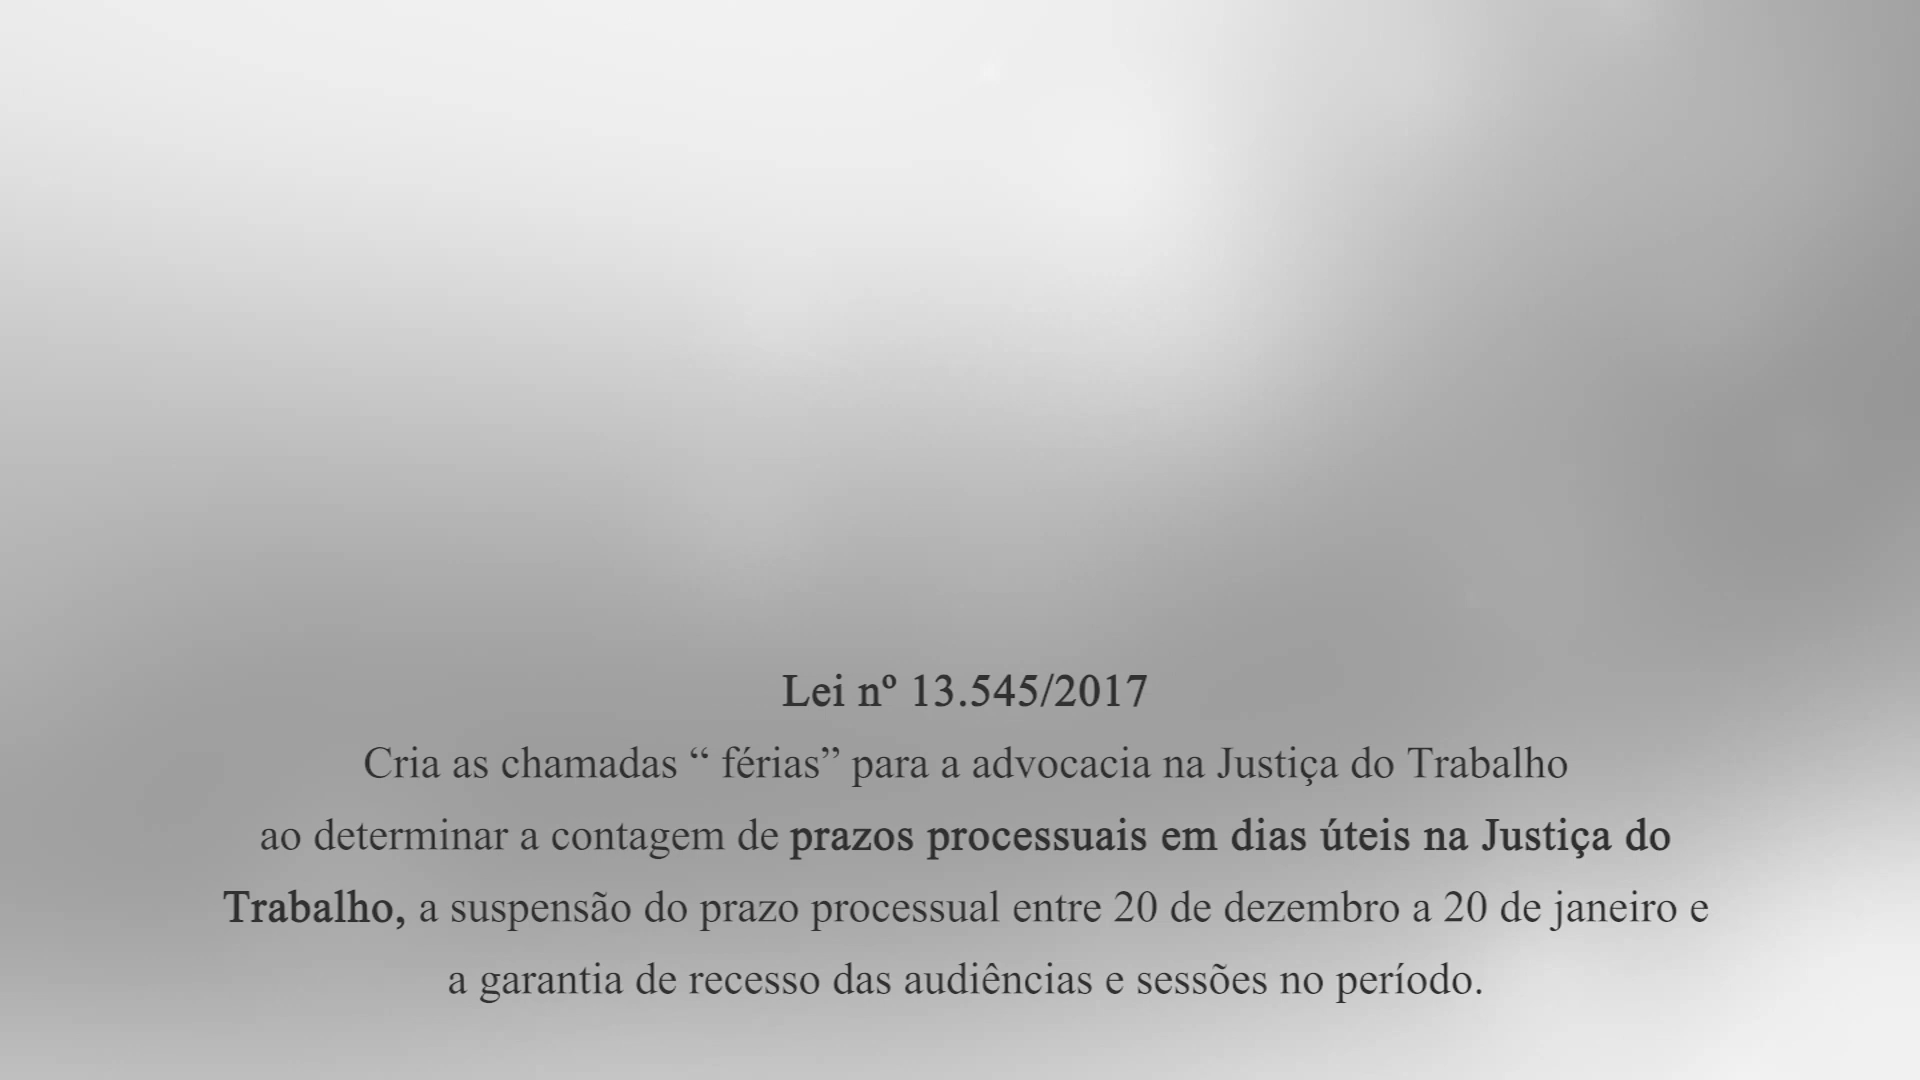 Lei nº 13.545/2017
Cria as chamadas “ férias” para a advocacia na Justiça do Trabalho
ao determinar a contagem de prazos processuais em dias úteis na Justiça do
Trabalho, a suspensão do prazo processual entre 20 de dezembro a 20 de janeiro e
a garantia de recesso das audiências e sessões no período.